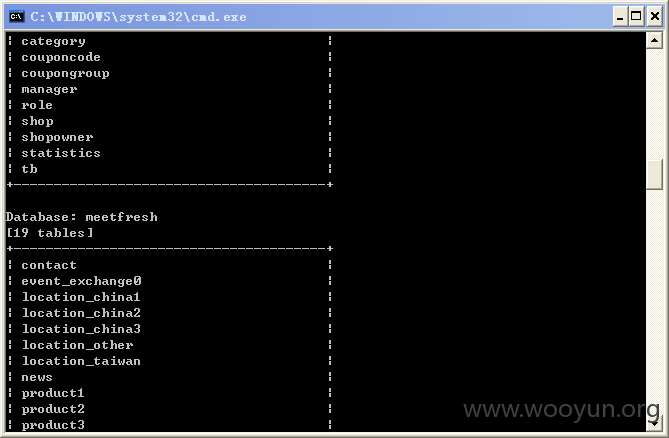 C:\WINDOWS\system32\cmd.exe
¦ category ¦
¦ couponcode ¦
¦ coupongroup ¦
¦ manager ¦
¦ role ¦
¦ shop ¦
¦ shopowner ¦
¦ statistics ¦
¦ tb ¦
+---------------------------------------+
Database: meetfresh
[19 tables]
+---------------------------------------+
¦ contact ¦
¦ event_exchange0 ¦
¦ location_china1 ¦
¦ location_china2 ¦
¦ location_china3 ¦
¦ location_other ¦
¦ location_taiwan ¦
¦ news ¦
¦ product1 ¦
¦ product2 ¦
¦ product3 ¦
www.wooyun.org